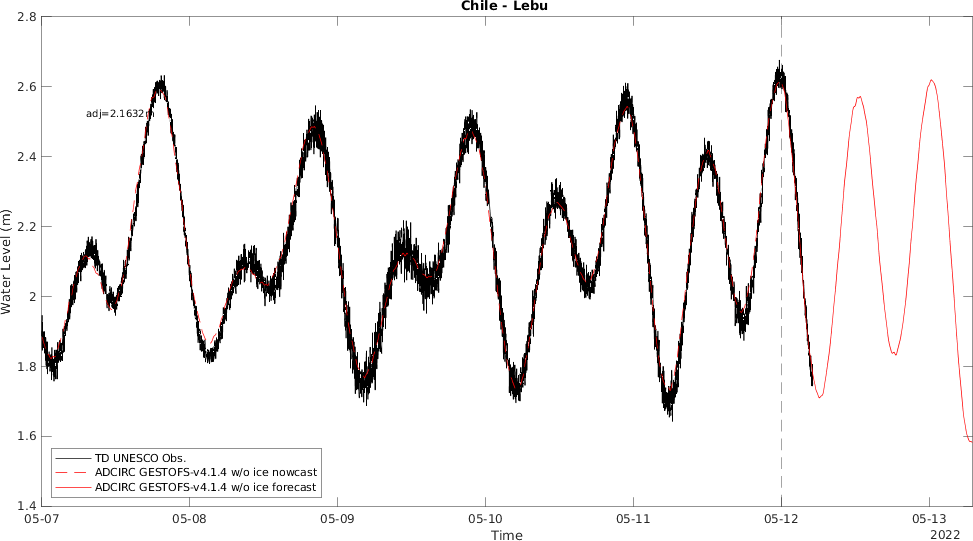 Chile - Lebu
2.8
2.6
2.4
2.2
2
1.8
1.6
1.4
Water Level (m)
adj=2.1632m
TD UNESCO Obs.
ADCIRC GESTOFS-v4.1.4 w/o ice nowcast
ADCIRC GESTOFS-v4.1.4 w/o ice forecast
05-07
05-08
05-09
05-10
05-11
05-12
05-13
Time
2022